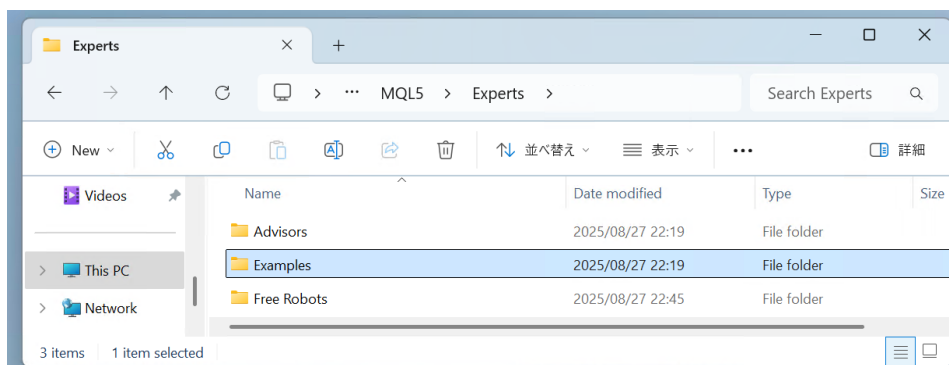 Experts
MQL5 > Experts >
Search Experts
New
並べ替え
表示
詳細
Videos
This PC
Network
Name Date modified Type Size
Advisors 2025/08/27 22:19 File folder
Examples 2025/08/27 22:19 File folder
Free Robots 2025/08/27 22:45 File folder
3 items 1 item selected